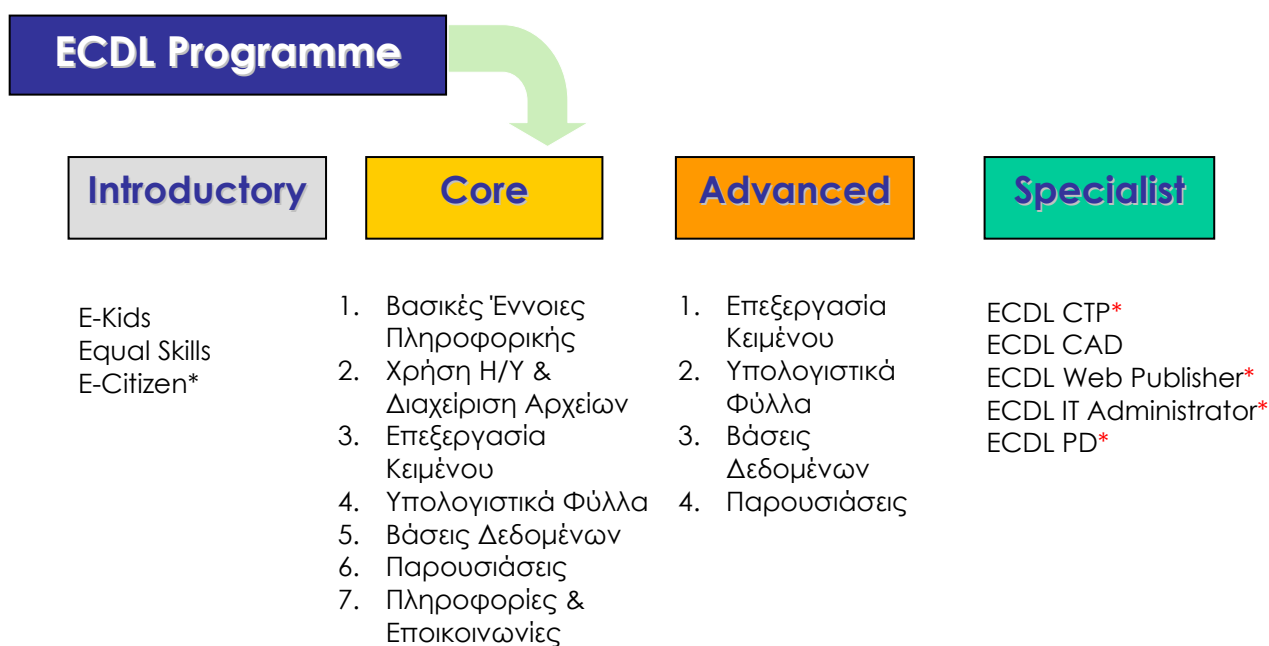 ECDL Programme
Introductory
Core
Advanced
Specialist
E-Kids
Equal Skills
E-Citizen*
1. Βασικές Έννοιες
Πληροφορικής
2. Χρήση Η/Υ &
Διαχείριση Αρχείων
3. Επεξεργασία
Κειμένου
4. Υπολογιστικά Φύλλα
5. Βάσεις Δεδομένων
6. Παρουσιάσεις
7. Πληροφορίες &
Εποικοινωνίες
1. Επεξεργασία
Κειμένου
2. Υπολογιστικά
Φύλλα
3. Βάσεις
Δεδομένων
4. Παρουσιάσεις
ECDL CTP*
ECDL CAD
ECDL Web Publisher*
ECDL IT Administrator*
ECDL PD*